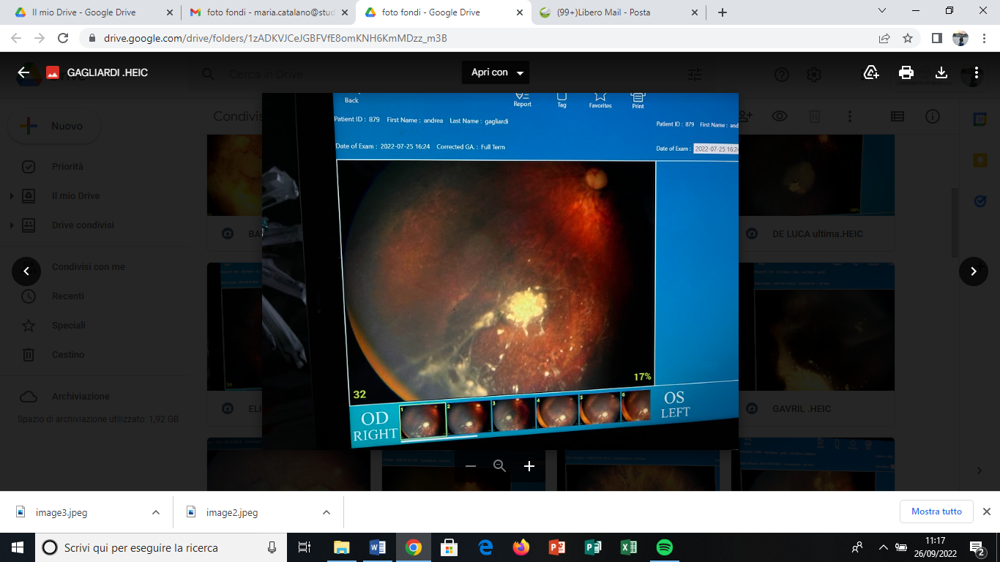 Il mio Drive - Google Drive
foto fondi - maria.catalano@stud
foto fondi - Google Drive
(99+)Libero Mail - Posta
drive.google.com/drive/folders/1zADKVJCeJGBFVfE8omKNH6KmMDzz_m3B
GAGLIARDI .HEIC
Apri con
Cerca in Drive
Nuovo
Condivis
Priorità
Il mio Drive
Drive condivisi
Condivisi con me
Recenti
Speciali
Cestino
Archiviazione
Spazio di archiviazione utilizzato: 1,92 GB
Back
Report
Tag
Favorites
Print
Patient ID : 879 First Name : andrea Last Name : gagliardi
Patient ID : 879 First Name : and
Date of Exam : 2022-07-25 16:24 Corrected GA. : Full Term
Date of Exam : 2022-07-25 16:24
32
17%
OD
RIGHT
1
2
3
4
5
6
OS
LEFT
BA
DE LUCA ultima.HEIC
ELI
GAVRIL .HEIC
image3.jpeg
image2.jpeg
Mostra tutto
Scrivi qui per eseguire la ricerca
11:17
26/09/2022
2